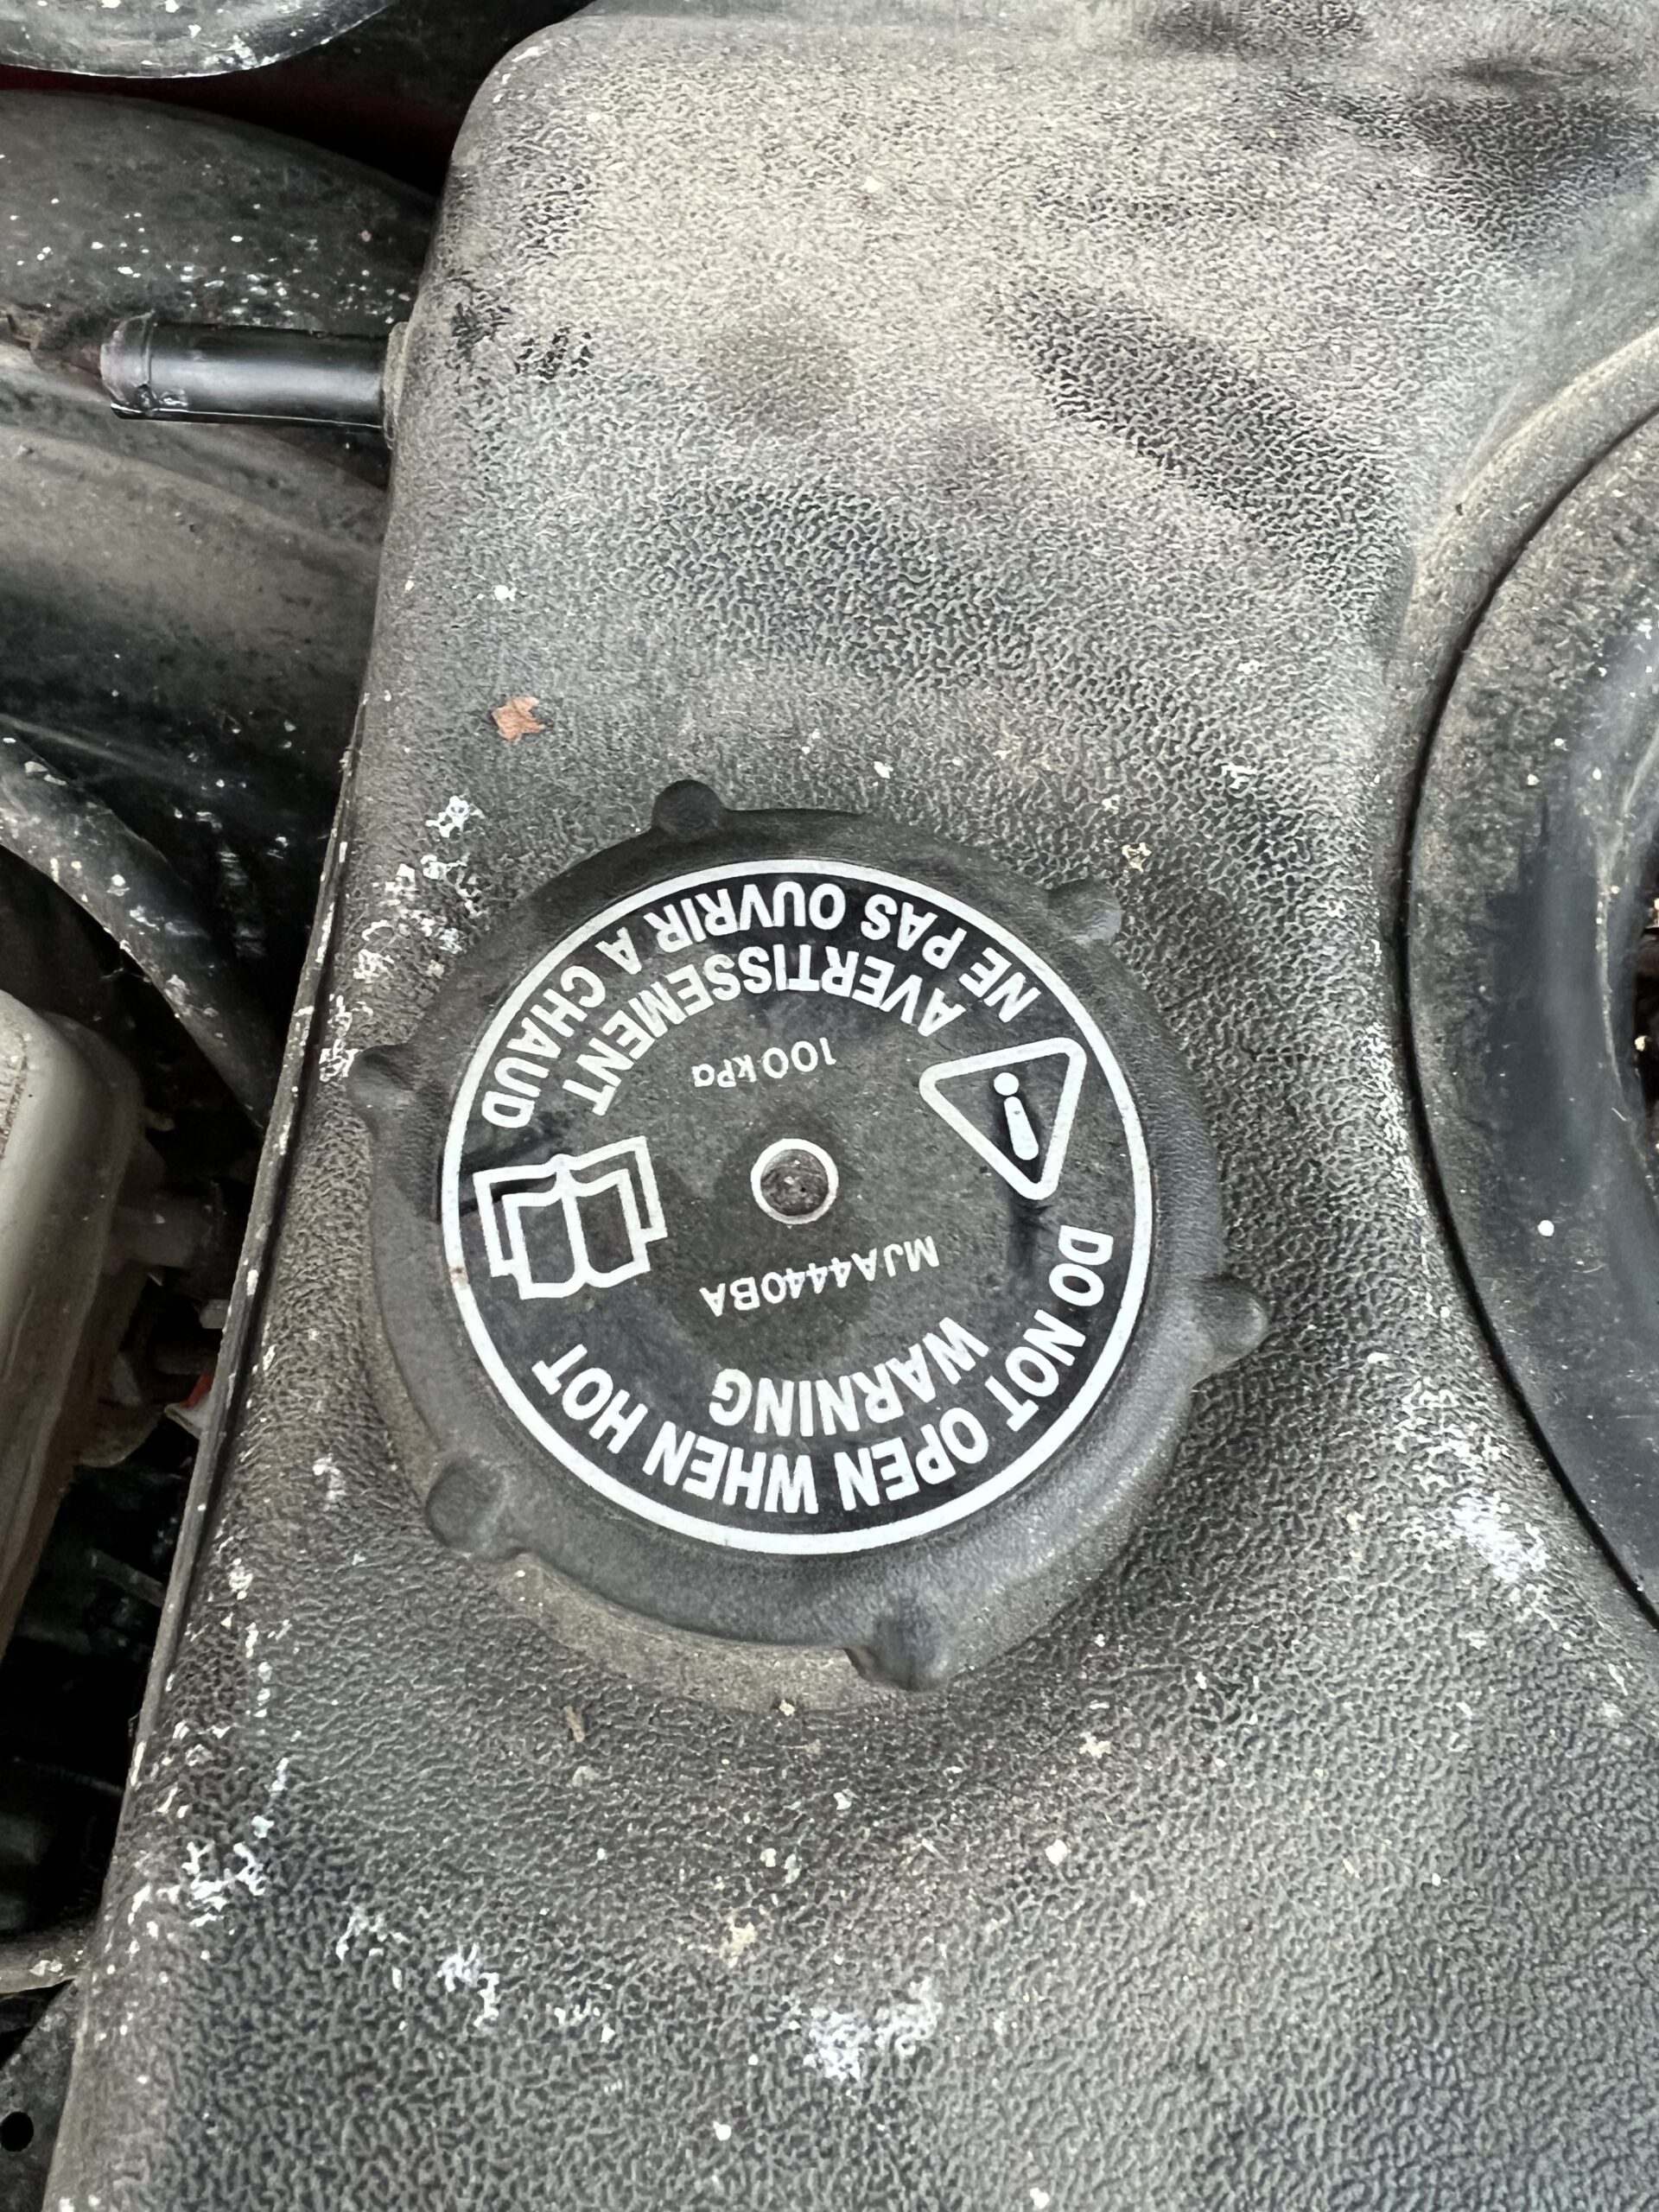 DO NOT OPEN WHEN HOT
WARNING
MJA4440BA
100 kPa
AVERTISSEMENT
NE PAS OUVRIR A CHAUD